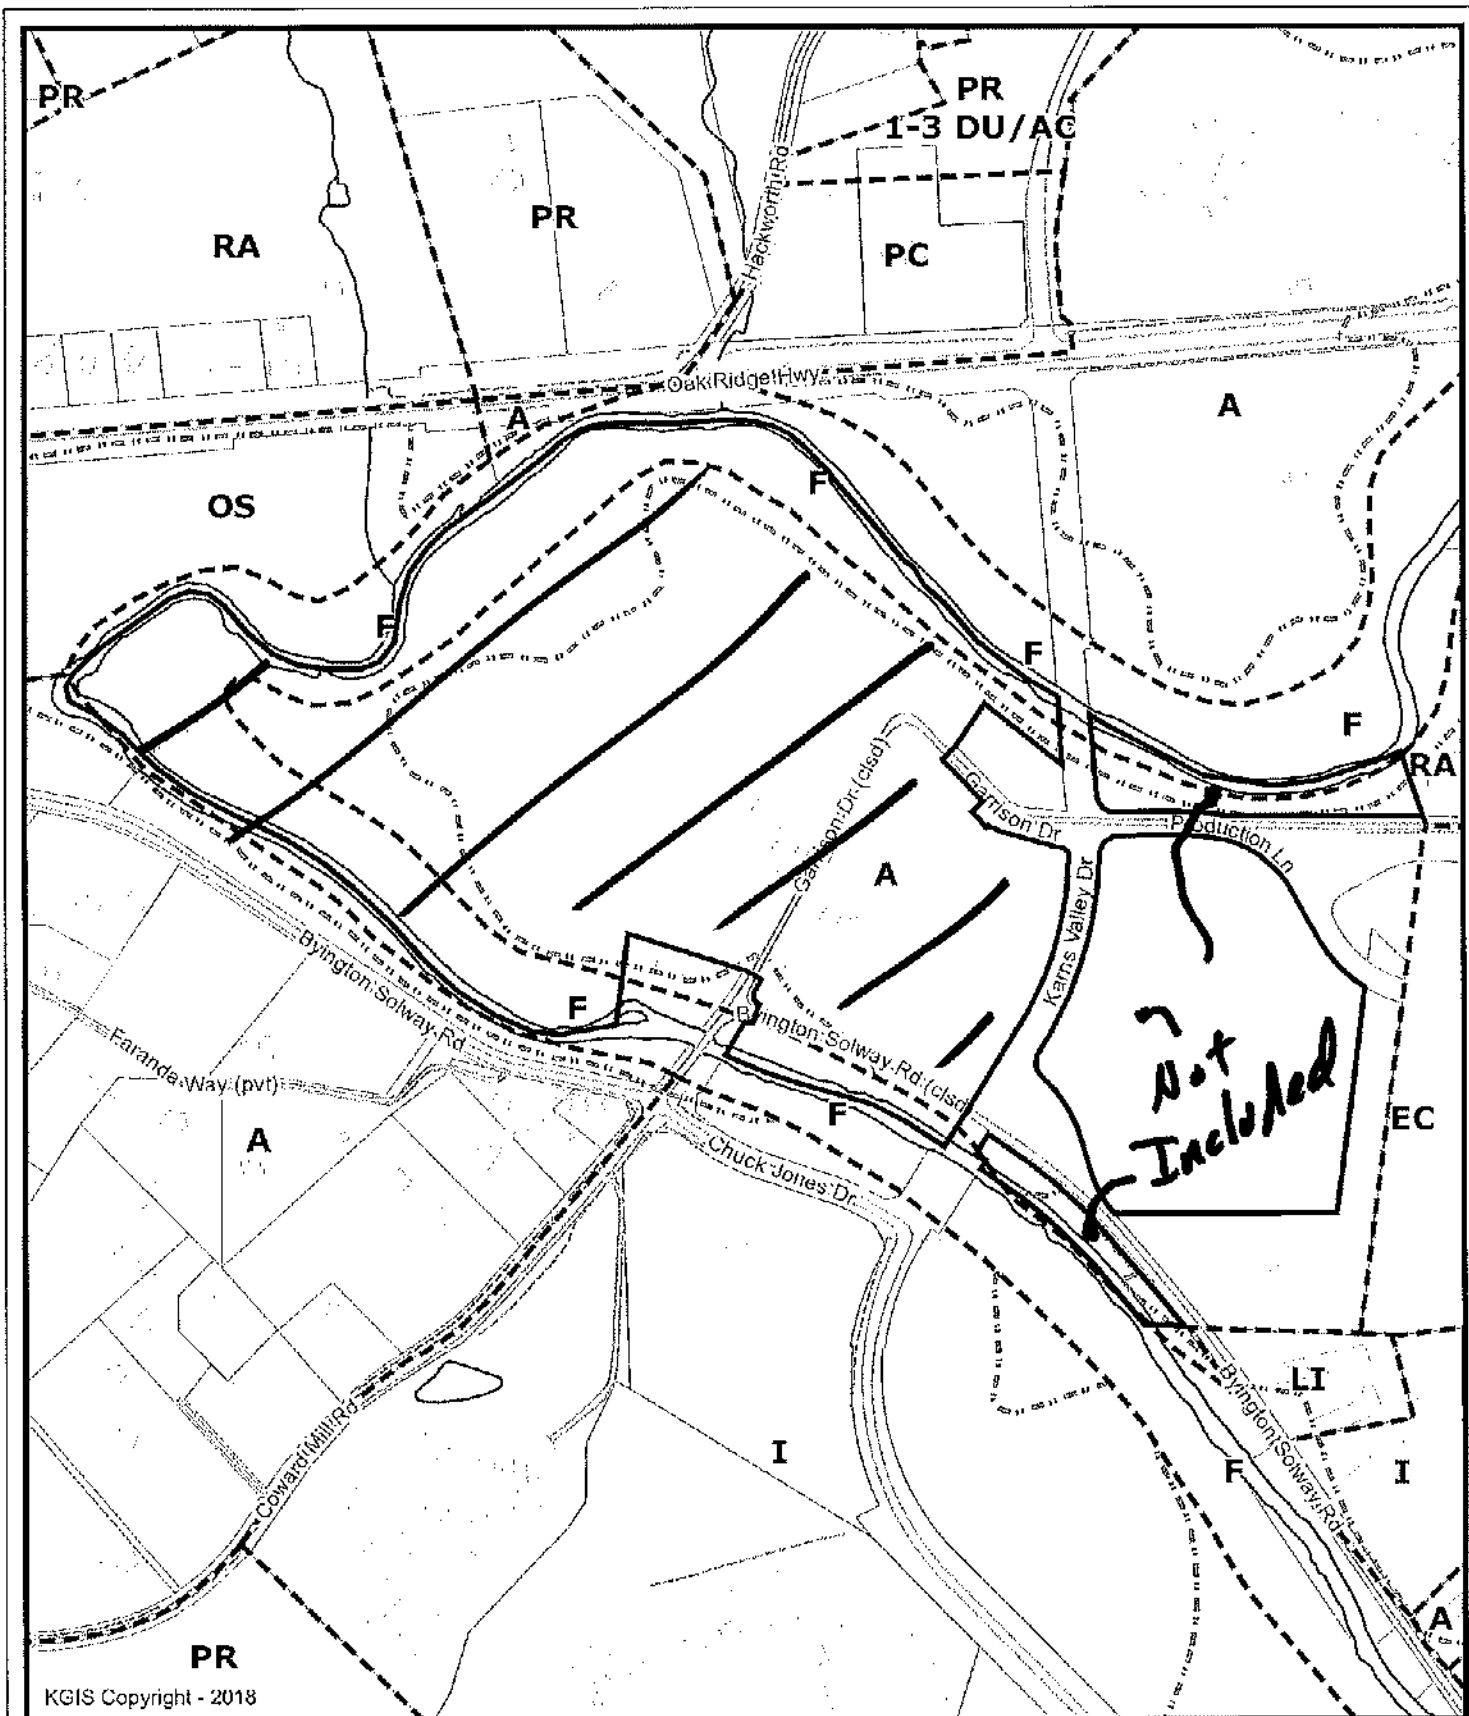 PR
PR
1-3 DU/AC
Hackworth Rd
PR
RA
PC
Oak Ridge Hwy
A
A
F
OS
F
F
F
RA
Garrison Dr (clsd)
Garrison Dr
Production Ln
A
Karns Valley Dr
Byington Solway Rd
F
Byington Solway Rd (clsd)
Not
Included
Faranda Way (pvt)
F
EC
A
Chuck Jones Dr
LI
Byington Solway Rd
Coward Mill Rd
I
F
I
A
PR
KGIS Copyright - 2018